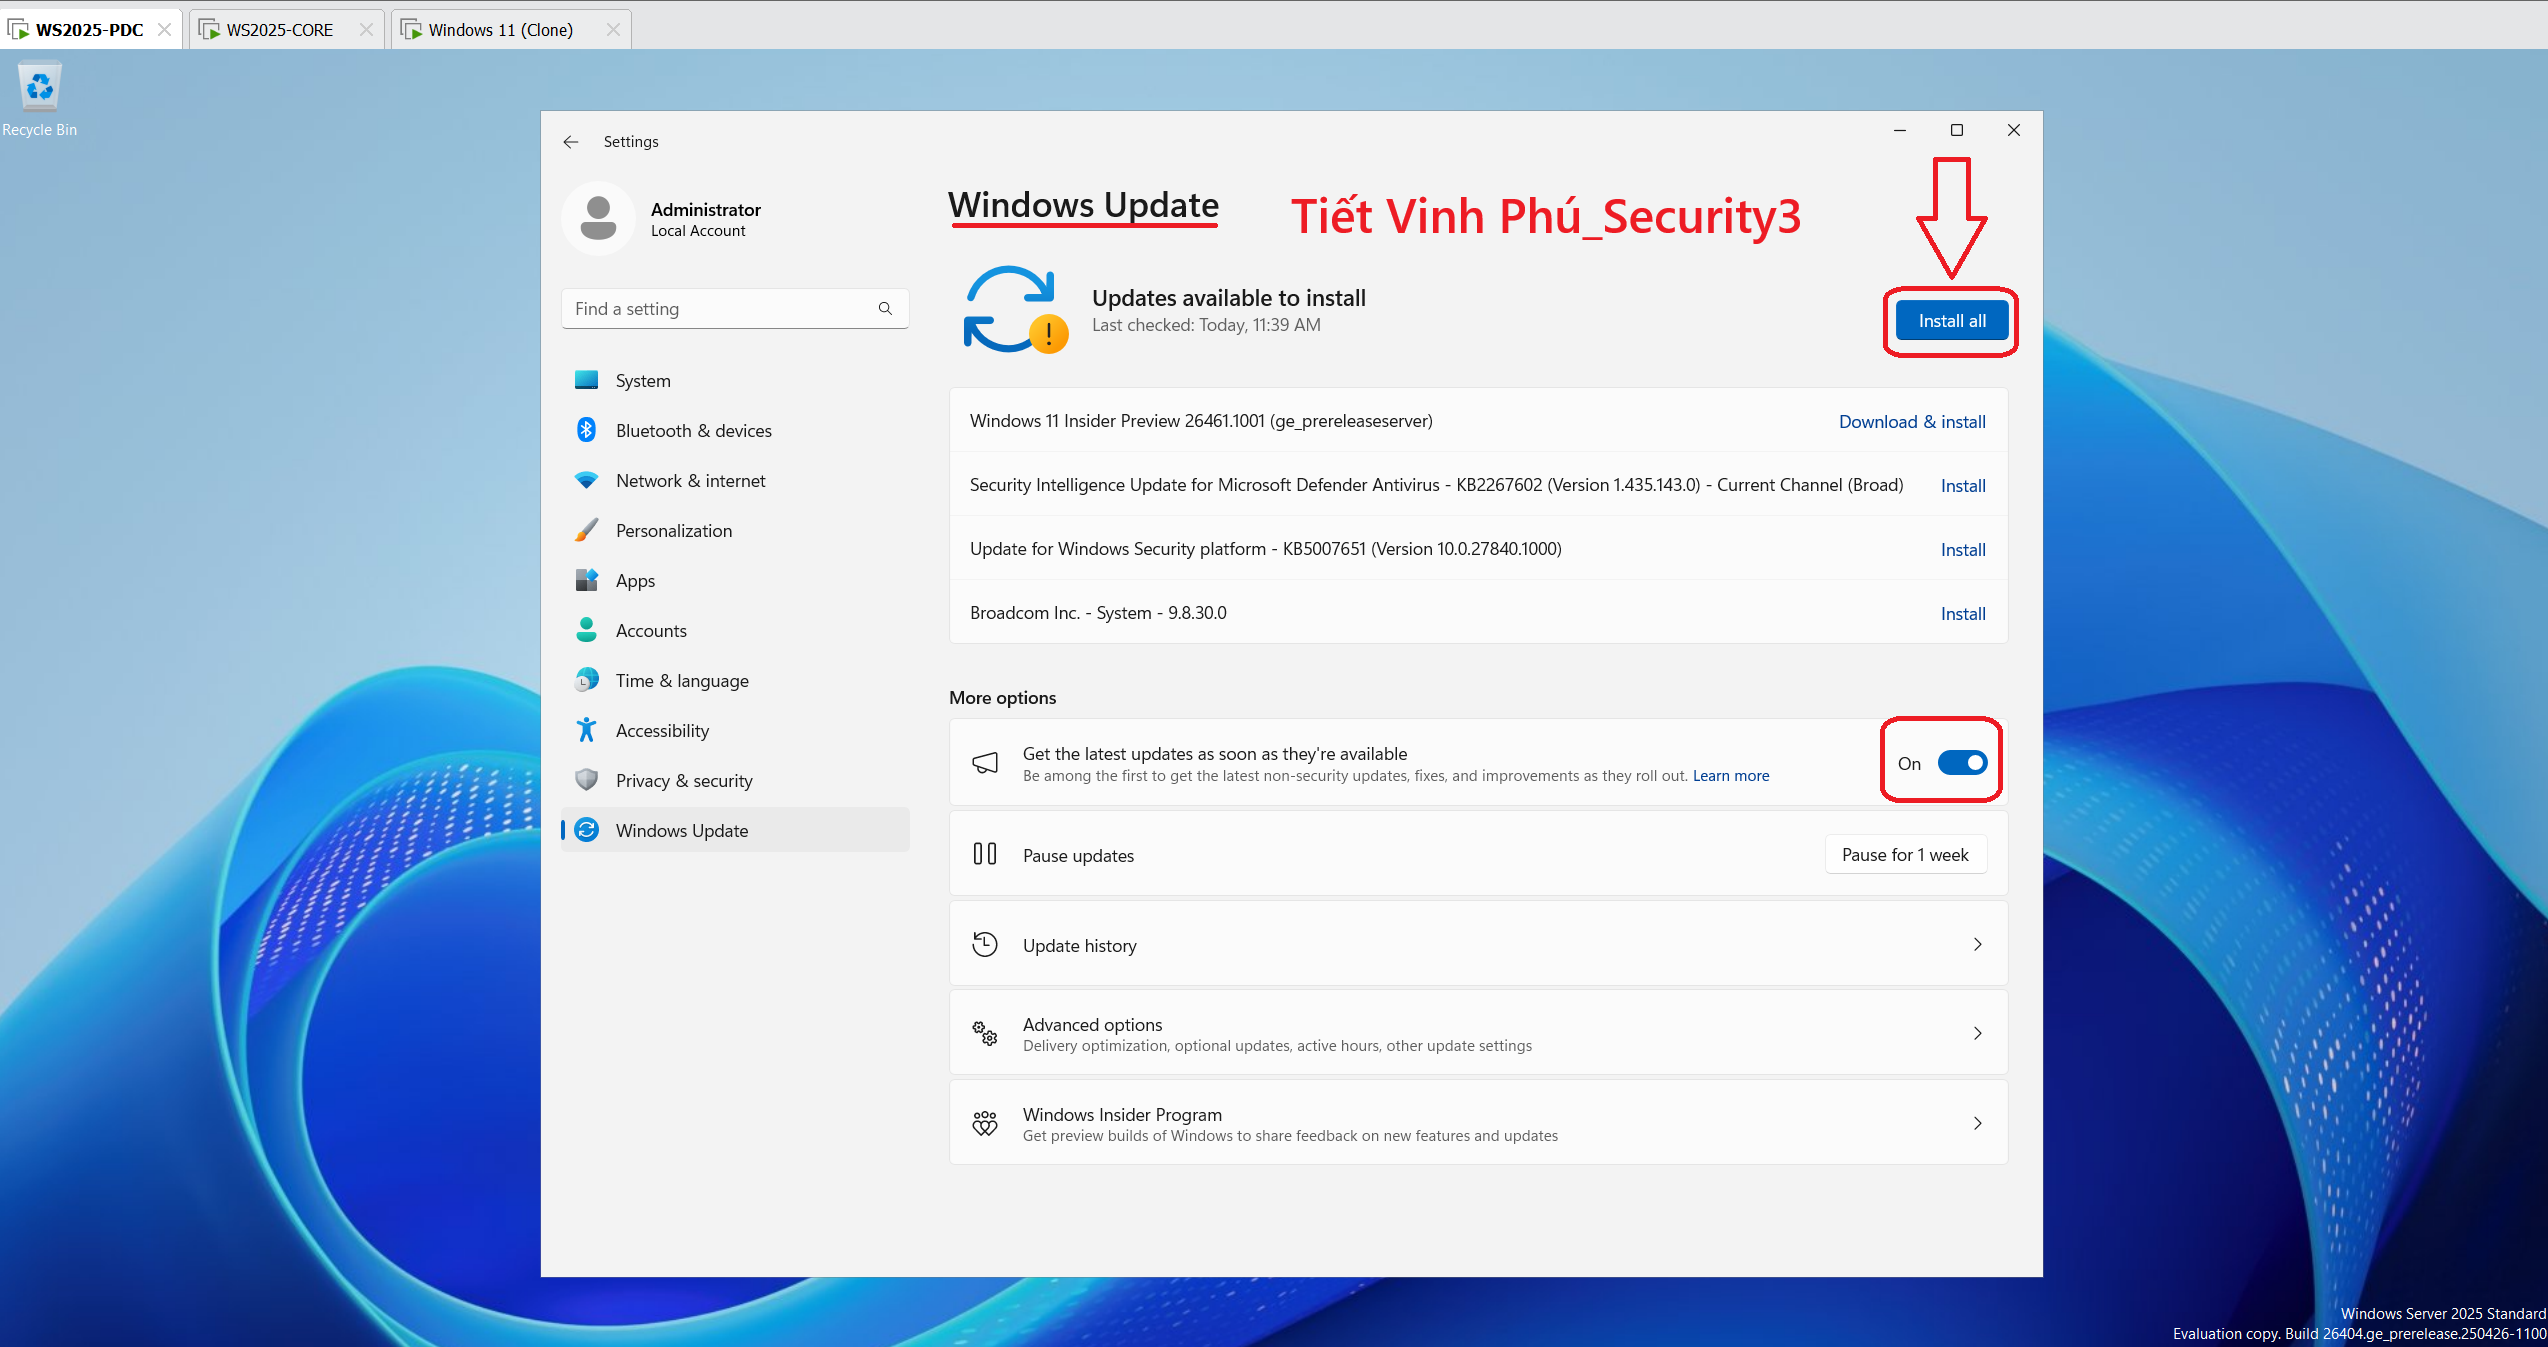 WS2025-PDC
WS2025-CORE
Windows 11 (Clone)
Recycle Bin
Settings
Administrator
Local Account
Find a setting
System
Bluetooth & devices
Network & internet
Personalization
Apps
Accounts
Time & language
Accessibility
Privacy & security
Windows Update
Windows Update
Tiết Vinh Phú_Security3
Updates available to install
Last checked: Today, 11:39 AM
Install all
Windows 11 Insider Preview 26461.1001 (ge_prereleaseserver)
Download & install
Security Intelligence Update for Microsoft Defender Antivirus - KB2267602 (Version 1.435.143.0) - Current Channel (Broad)
Install
Update for Windows Security platform - KB5007651 (Version 10.0.27840.1000)
Install
Broadcom Inc. - System - 9.8.30.0
Install
More options
Get the latest updates as soon as they're available
Be among the first to get the latest non-security updates, fixes, and improvements as they roll out. Learn more
On
Pause updates
Pause for 1 week
Update history
Advanced options
Delivery optimization, optional updates, active hours, other update settings
Windows Insider Program
Get preview builds of Windows to share feedback on new features and updates
Windows Server 2025 Standard
Evaluation copy. Build 26404.ge_prerelease.250426-1100